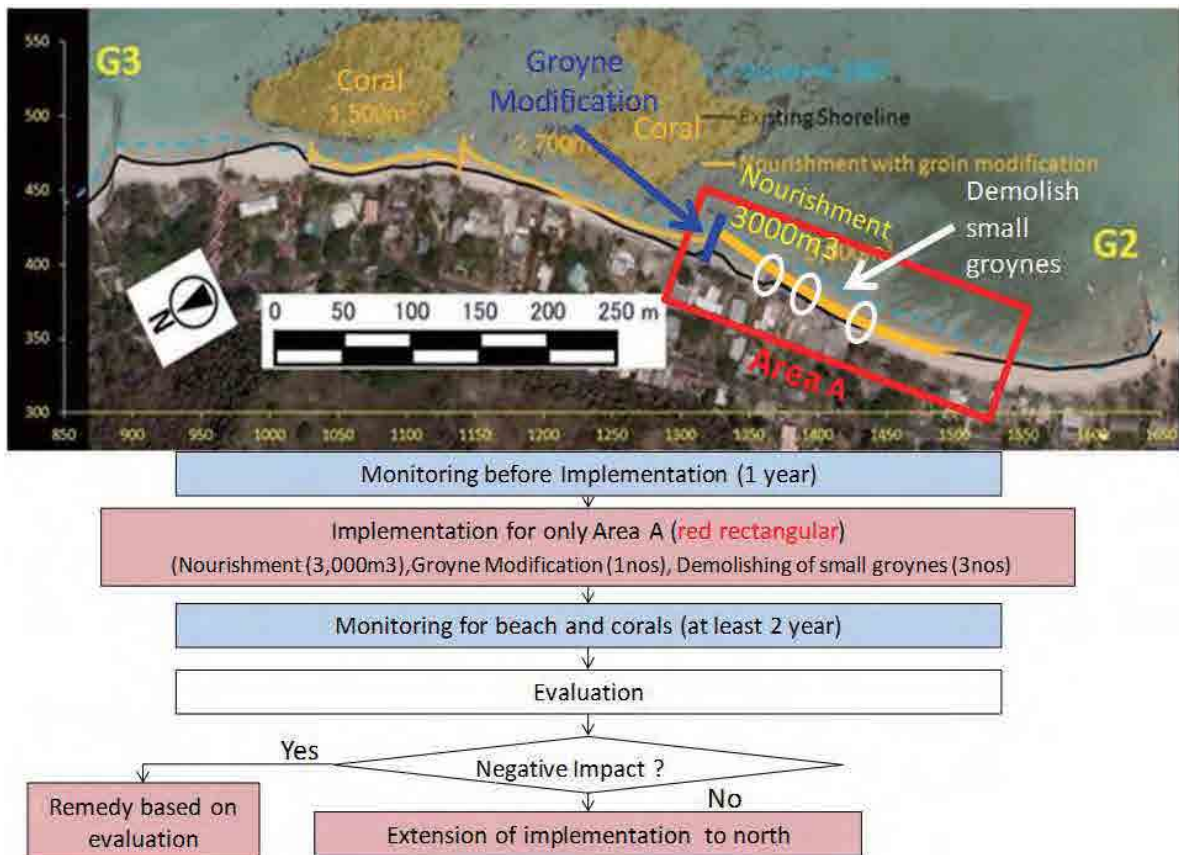 550
500
450
400
350
300
G3
Coral
1,500m³
Groyne
Modification
Coral
Existing Shoreline
2,700m³
Nourishment with groin modification
Nourishment
3000m3
Demolish
small
groynes
G2
N
0 50 100 150 200 250 m
Area A
850 900 950 1000 1050 1100 1150 1200 1250 1300 1350 1400 1450 1500 1550 1600 1650
Monitoring before Implementation (1 year)
Implementation for only Area A (red rectangular)
(Nourishment (3,000m3),Groyne Modification (1nos), Demolishing of small groynes (3nos)
Monitoring for beach and corals (at least 2 year)
Evaluation
Negative Impact ?
Yes
No
Remedy based on
evaluation
Extension of implementation to north